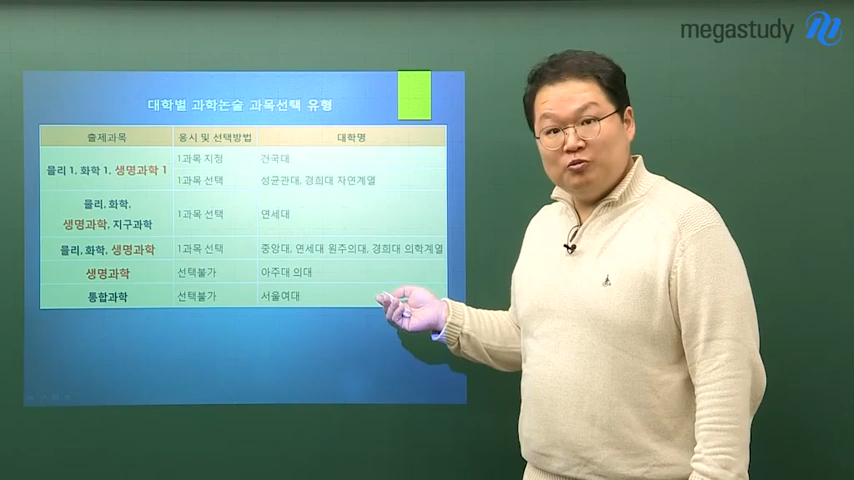 megastudy
대학별 과학논술 과목선택 유형
출제과목 응시 및 선택방법 대학명
물리 1, 화학 1, 생명과학 1 1과목 지정 건국대
1과목 선택 성균관대, 경희대 자연계열
물리, 화학,
생명과학, 지구과학 1과목 선택 연세대
물리, 화학, 생명과학 1과목 선택 중앙대, 연세대 원주의대, 경희대 의학계열
생명과학 선택불가 아주대 의대
통합과학 선택불가 서울여대